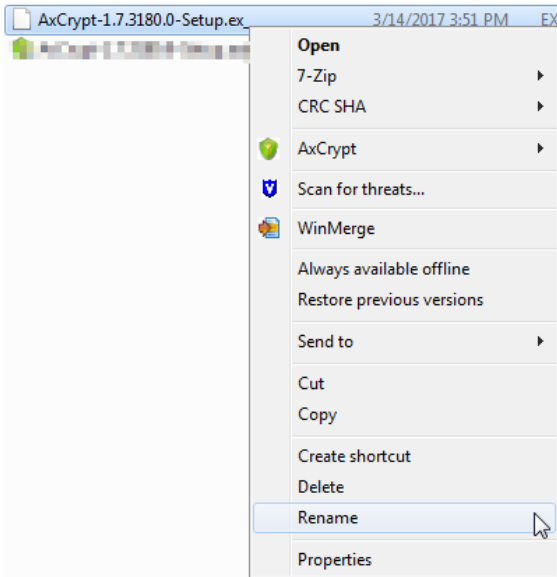 AxCrypt-1.7.3180.0-Setup.ex_ 3/14/2017 3:51 PM EX
Open
7-Zip
CRC SHA
AxCrypt
Scan for threats...
WinMerge
Always available offline
Restore previous versions
Send to
Cut
Copy
Create shortcut
Delete
Rename
Properties